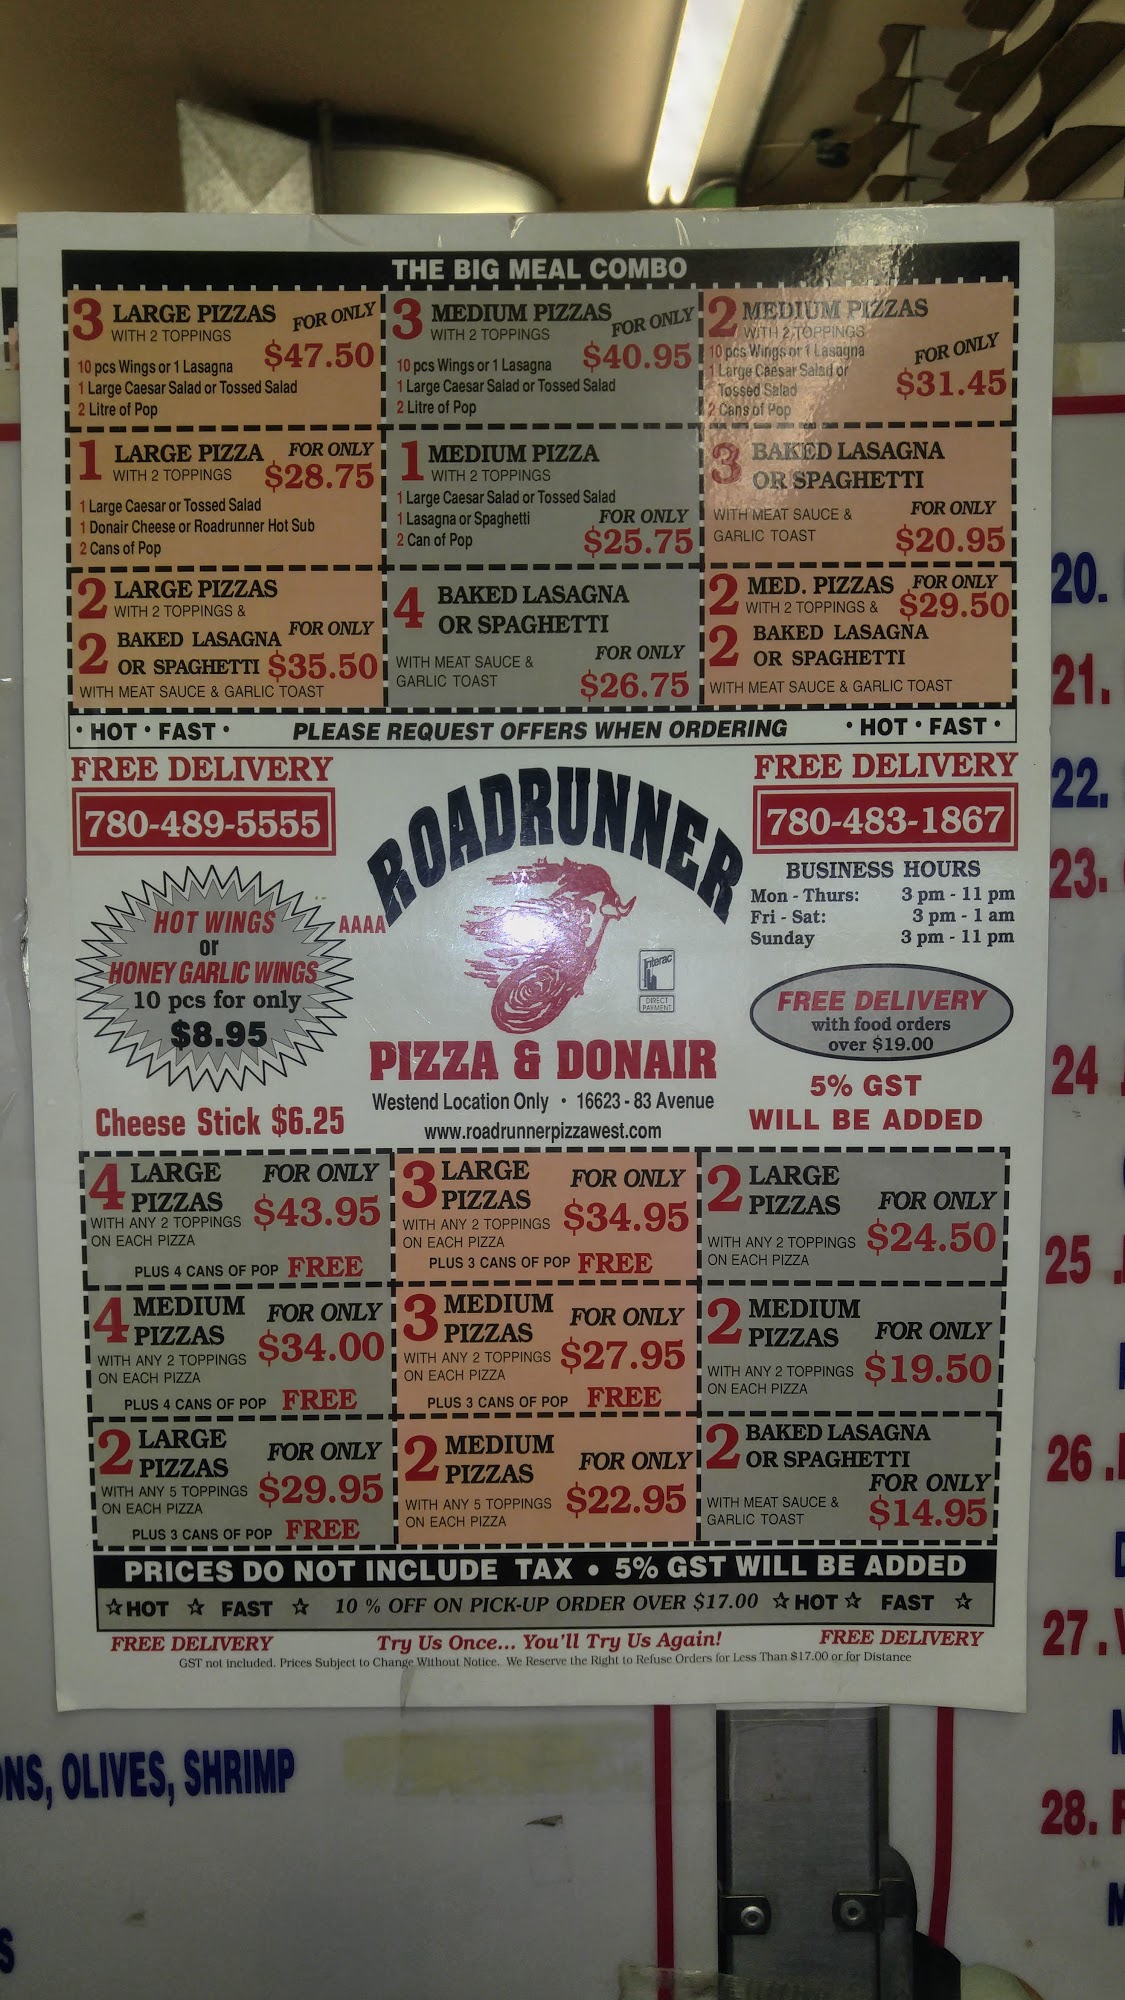 THE BIG MEAL COMBO
3 LARGE PIZZAS
WITH 2 TOPPINGS
FOR ONLY
$47.50
10 pcs Wings or 1 Lasagna
1 Large Caesar Salad or Tossed Salad
2 Litre of Pop
3 MEDIUM PIZZAS
WITH 2 TOPPINGS
FOR ONLY
$40.95
10 pcs Wings or 1 Lasagna
1 Large Caesar Salad or Tossed Salad
2 Litre of Pop
2 MEDIUM PIZZAS
WITH 2 TOPPINGS
10 pcs Wings or 1 Lasagna
1 Large Caesar Salad or
Tossed Salad
2 Cans of Pop
FOR ONLY
$31.45
1 LARGE PIZZA
WITH 2 TOPPINGS
FOR ONLY
$28.75
1 Large Caesar or Tossed Salad
1 Donair Cheese or Roadrunner Hot Sub
2 Cans of Pop
1 MEDIUM PIZZA
WITH 2 TOPPINGS
1 Large Caesar Salad or Tossed Salad
1 Lasagna or Spaghetti
2 Can of Pop
FOR ONLY
$25.75
3 BAKED LASAGNA
OR SPAGHETTI
WITH MEAT SAUCE &
GARLIC TOAST
FOR ONLY
$20.95
2 LARGE PIZZAS
WITH 2 TOPPINGS &
2 BAKED LASAGNA
OR SPAGHETTI
FOR ONLY
$35.50
WITH MEAT SAUCE & GARLIC TOAST
4 BAKED LASAGNA
OR SPAGHETTI
WITH MEAT SAUCE &
GARLIC TOAST
FOR ONLY
$26.75
2 MED. PIZZAS
WITH 2 TOPPINGS &
FOR ONLY
$29.50
2 BAKED LASAGNA
OR SPAGHETTI
WITH MEAT SAUCE & GARLIC TOAST
• HOT • FAST • PLEASE REQUEST OFFERS WHEN ORDERING • HOT • FAST •
FREE DELIVERY
780-489-5555
HOT WINGS
or
HONEY GARLIC WINGS
10 pcs for only
$8.95
Cheese Stick $6.25
AAAA
ROADRUNNER
Interac
DIRECT
PAYMENT
PIZZA & DONAIR
Westend Location Only • 16623 - 83 Avenue
www.roadrunnerpizzawest.com
FREE DELIVERY
780-483-1867
BUSINESS HOURS
Mon - Thurs: 3 pm - 11 pm
Fri - Sat: 3 pm - 1 am
Sunday 3 pm - 11 pm
FREE DELIVERY
with food orders
over $19.00
5% GST
WILL BE ADDED
4 LARGE
PIZZAS
WITH ANY 2 TOPPINGS
ON EACH PIZZA
FOR ONLY
$43.95
PLUS 4 CANS OF POP FREE
3 LARGE
PIZZAS
WITH ANY 2 TOPPINGS
ON EACH PIZZA
FOR ONLY
$34.95
PLUS 3 CANS OF POP FREE
2 LARGE
PIZZAS
WITH ANY 2 TOPPINGS
ON EACH PIZZA
FOR ONLY
$24.50
4 MEDIUM
PIZZAS
WITH ANY 2 TOPPINGS
ON EACH PIZZA
FOR ONLY
$34.00
PLUS 4 CANS OF POP FREE
3 MEDIUM
PIZZAS
WITH ANY 2 TOPPINGS
ON EACH PIZZA
FOR ONLY
$27.95
PLUS 3 CANS OF POP FREE
2 MEDIUM
PIZZAS
WITH ANY 2 TOPPINGS
ON EACH PIZZA
FOR ONLY
$19.50
2 LARGE
PIZZAS
WITH ANY 5 TOPPINGS
ON EACH PIZZA
FOR ONLY
$29.95
PLUS 3 CANS OF POP FREE
2 MEDIUM
PIZZAS
WITH ANY 5 TOPPINGS
ON EACH PIZZA
FOR ONLY
$22.95
2 BAKED LASAGNA
OR SPAGHETTI
WITH MEAT SAUCE &
GARLIC TOAST
FOR ONLY
$14.95
PRICES DO NOT INCLUDE TAX • 5% GST WILL BE ADDED
☆ HOT ☆ FAST ☆ 10 % OFF ON PICK-UP ORDER OVER $17.00 ☆ HOT ☆ FAST ☆
FREE DELIVERY Try Us Once... You'll Try Us Again! FREE DELIVERY
GST not included. Prices Subject to Change Without Notice. We Reserve the Right to Refuse Orders for Less Than $17.00 or for Distance
20.
21.
22.
23.
24
25 .
26 .
27 .
28.
OLIVES, SHRIMP